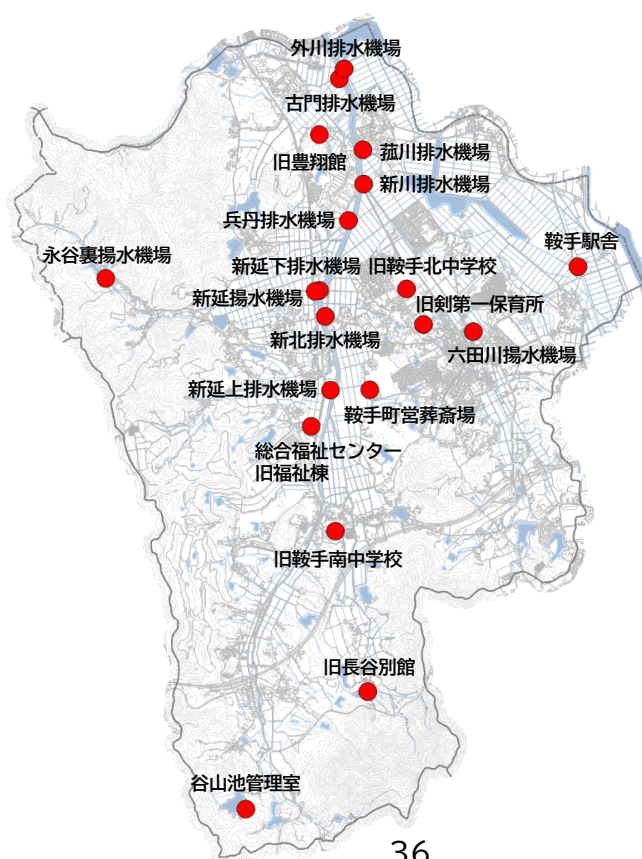 外川排水機場
古門排水機場
旧豊翔館
菰川排水機場
新川排水機場
兵丹排水機場
永谷裏揚水機場
鞍手駅舎
新延下排水機場
旧鞍手北中学校
新延揚水機場
旧剣第一保育所
新北排水機場
六田川揚水機場
新延上排水機場
鞍手町営葬斎場
総合福祉センター
旧福祉棟
旧鞍手南中学校
旧長谷別館
谷山池管理室
36